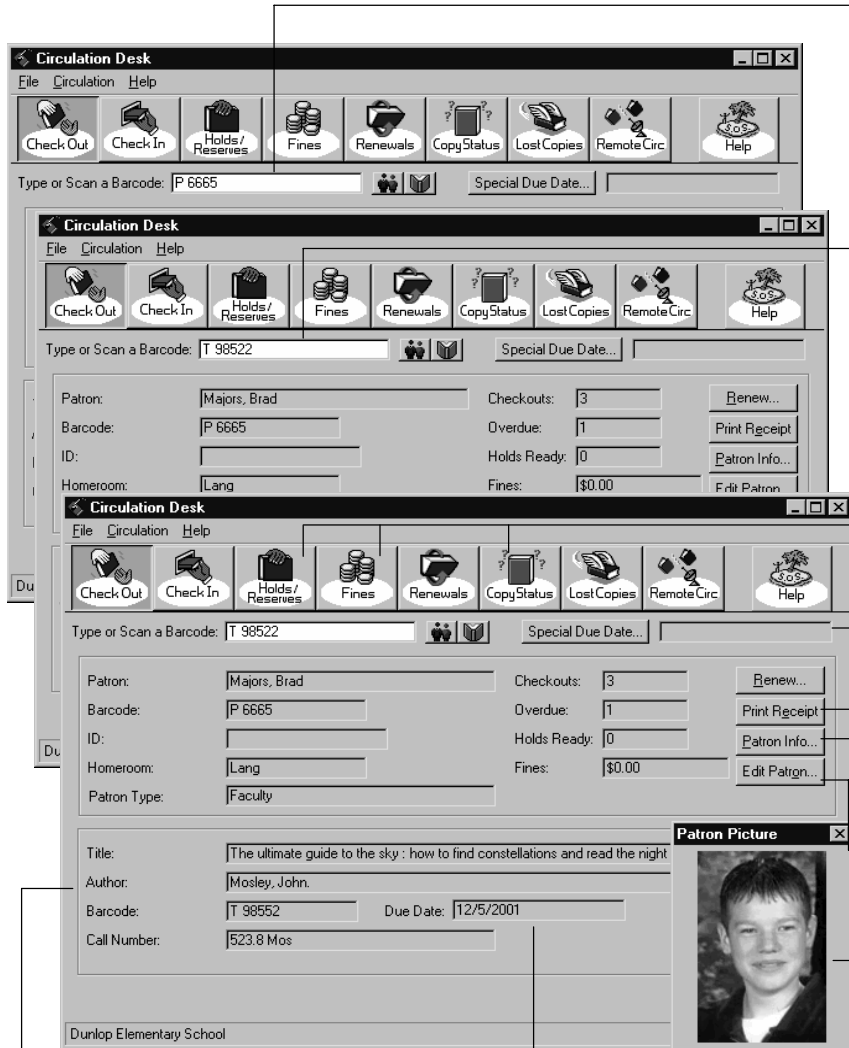 Circulation Desk
File Circulation Help
Check Out Check In Holds/Reserves Fines Renewals Copy Status Lost Copies Remote Circ S.O.S. Help
Type or Scan a Barcode: P 6665 Special Due Date...
Circulation Desk
File Circulation Help
Check Out Check In Holds/Reserves Fines Renewals Copy Status Lost Copies Remote Circ S.O.S. Help
Type or Scan a Barcode: T 98522 Special Due Date...
Patron: Majors, Brad Checkouts: 3 Renew...
Barcode: P 6665 Overdue: 1 Print Receipt
ID: Holds Ready: 0 Patron Info...
Homeroom: Lang Fines: $0.00 Edit Patron
Circulation Desk
File Circulation Help
Check Out Check In Holds/Reserves Fines Renewals Copy Status Lost Copies Remote Circ S.O.S. Help
Type or Scan a Barcode: T 98522 Special Due Date...
Patron: Majors, Brad Checkouts: 3 Renew...
Barcode: P 6665 Overdue: 1 Print Receipt
ID: Holds Ready: 0 Patron Info...
Homeroom: Lang Fines: $0.00 Edit Patron...
Patron Type: Faculty
Patron Picture
Title: The ultimate guide to the sky : how to find constellations and read the night
Author: Mosley, John.
Barcode: T 98552 Due Date: 12/5/2001
Call Number: 523.8 Mos
Dunlop Elementary School
Du
Du